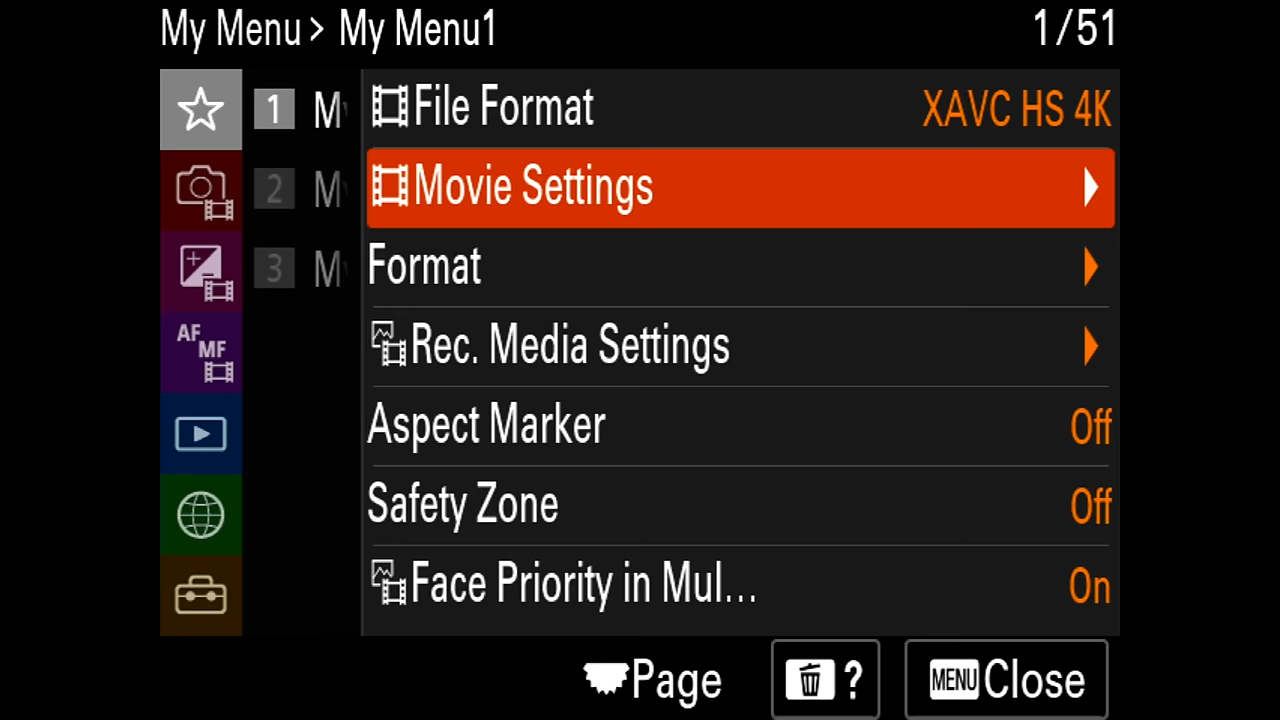 My Menu> My Menu1 1/51
1 M
File Format XAVC HS 4K
2 M
Movie Settings
3 M
Format
AF MF
Rec. Media Settings
Aspect Marker Off
Safety Zone Off
Face Priority in Mul... On
Page ? MENU Close